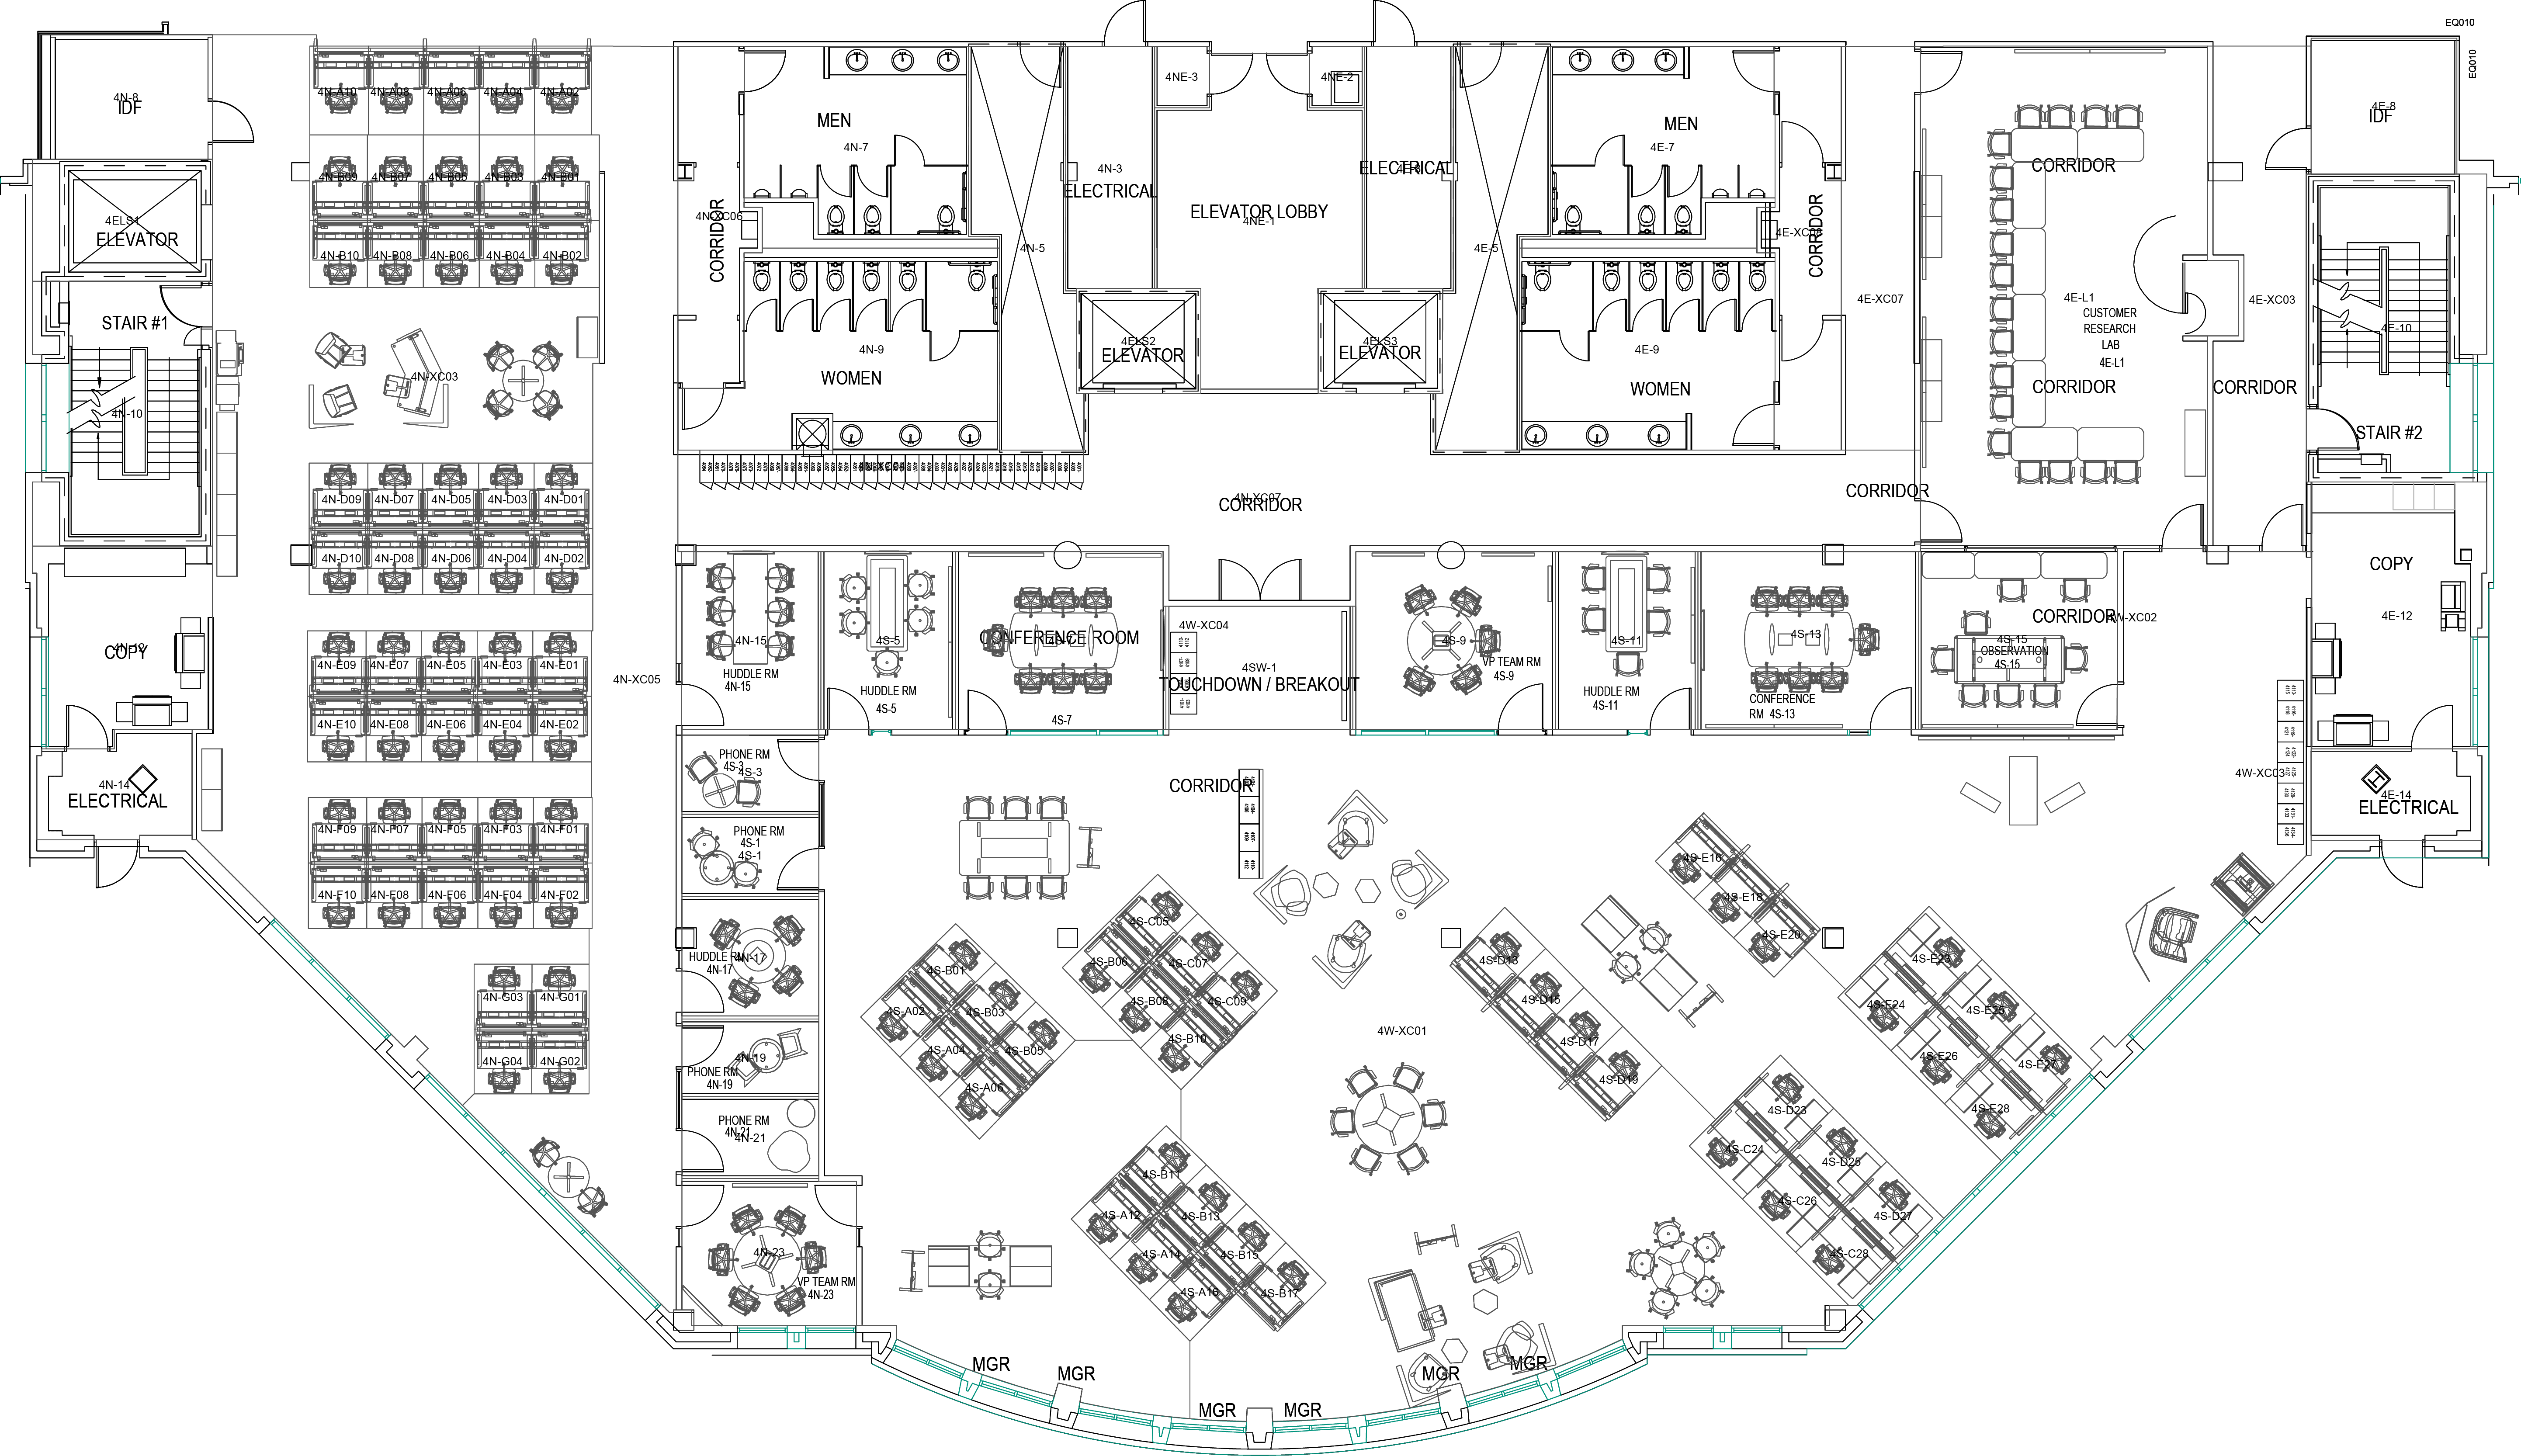 EQ010
EQ010
4N-8
IDF
4N-A10 4N-A08 4N-A06 4N-A04 4N-A02
4NE-3
4NE-2
4E-8
IDF
MEN
4N-7
MEN
4E-7
4N-3
ELECTRICAL
ELECTRICAL
CORRIDOR
4N-B09 4N-B07 4N-B05 4N-B03 4N-B01
4ELS1
ELEVATOR
4N-XC06
CORRIDOR
ELEVATOR LOBBY
4NE-1
4N-5
4E-5
4E-XC08
CORRIDOR
4N-B10 4N-B08 4N-B06 4N-B04 4N-B02
STAIR #1
4E-XC07
4E-L1
CUSTOMER
RESEARCH
LAB
4E-L1
4E-XC03
4E-10
4N-9
WOMEN
4ELS2
ELEVATOR
4ELS3
ELEVATOR
4E-9
WOMEN
4N-XC03
4N-10
CORRIDOR
CORRIDOR
STAIR #2
4N-XC04
4N-D09 4N-D07 4N-D05 4N-D03 4N-D01
4N-XC07
CORRIDOR
CORRIDOR
4N-D10 4N-D08 4N-D06 4N-D04 4N-D02
COPY
4E-12
COPY
4N-12
4N-E09 4N-E07 4N-E05 4N-E03 4N-E01
4N-XC05
4N-15
HUDDLE RM
4N-15
4S-5
HUDDLE RM
4S-5
CONFERENCE ROOM
4S-7
4W-XC04
4SW-1
TOUCHDOWN / BREAKOUT
4S-9
VP TEAM RM
4S-9
4S-11
HUDDLE RM
4S-11
4S-13
CONFERENCE
RM 4S-13
CORRIDOR
4W-XC02
4S-15
OBSERVATION
4S-15
4N-E10 4N-E08 4N-E06 4N-E04 4N-E02
4N-14
ELECTRICAL
PHONE RM
4S-3
4S-3
CORRIDOR
4W-XC03
4E-14
ELECTRICAL
4N-F09 4N-F07 4N-F05 4N-F03 4N-F01
PHONE RM
4S-1
4S-1
4N-F10 4N-E08 4N-E06 4N-F04 4N-F02
4S-E16
4S-E18
4S-E20
4S-C05
4S-B06
4S-C07
4S-B08
4S-C09
4S-B10
HUDDLE RM
4N-17
4N-17
4S-B01
4S-A02
4S-B03
4S-A04
4S-B05
4S-A06
4S-D13
4S-D15
4S-D17
4S-D19
4S-E23
4S-E24
4S-E25
4S-E26
4S-E27
4S-E28
4N-G03 4N-G01
4N-G04 4N-G02
4W-XC01
4N-19
PHONE RM
4N-19
PHONE RM
4N-21
4N-21
4S-D23
4S-C24
4S-D25
4S-C26
4S-D27
4S-C28
4S-B11
4S-A12
4S-B13
4S-A14
4S-B15
4S-A16
4S-B17
4N-23
VP TEAM RM
4N-23
MGR
MGR
MGR
MGR
MGR
MGR